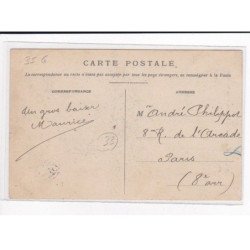 35 G
CARTE POSTALE
La correspondance au recto n'est pas acceptée par tous les pays étrangers, se renseigner à la Poste
CORRESPONDANCE
ADRESSE
un gros baiser
Maurice
Mr André Philippot
8 R. de l'Arcade
Paris
(8e arr)